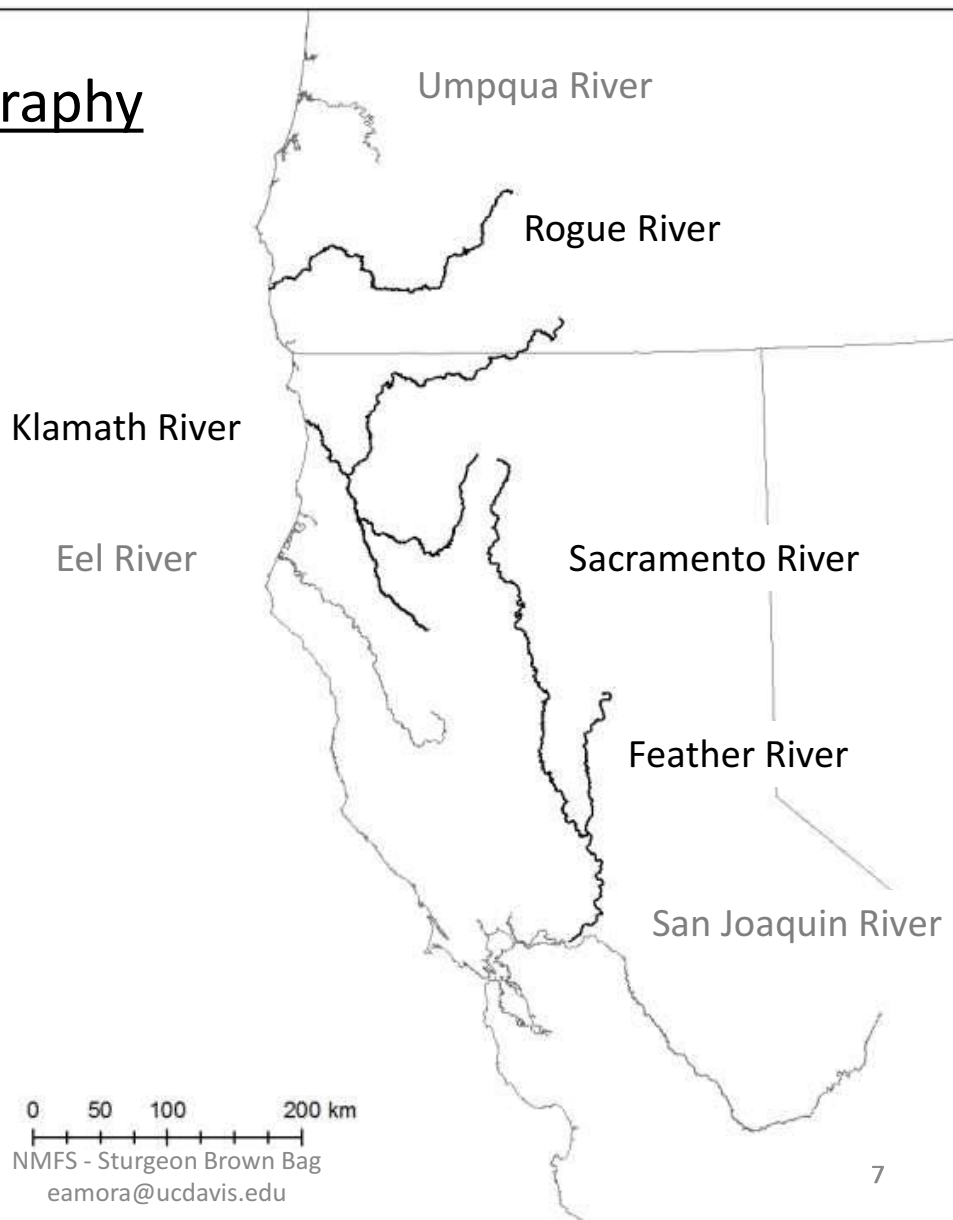 raphy
Umpqua River
Rogue River
Klamath River
Eel River
Sacramento River
Feather River
San Joaquin River
0 50 100 200 km
NMFS - Sturgeon Brown Bag
eamora@ucdavis.edu
7